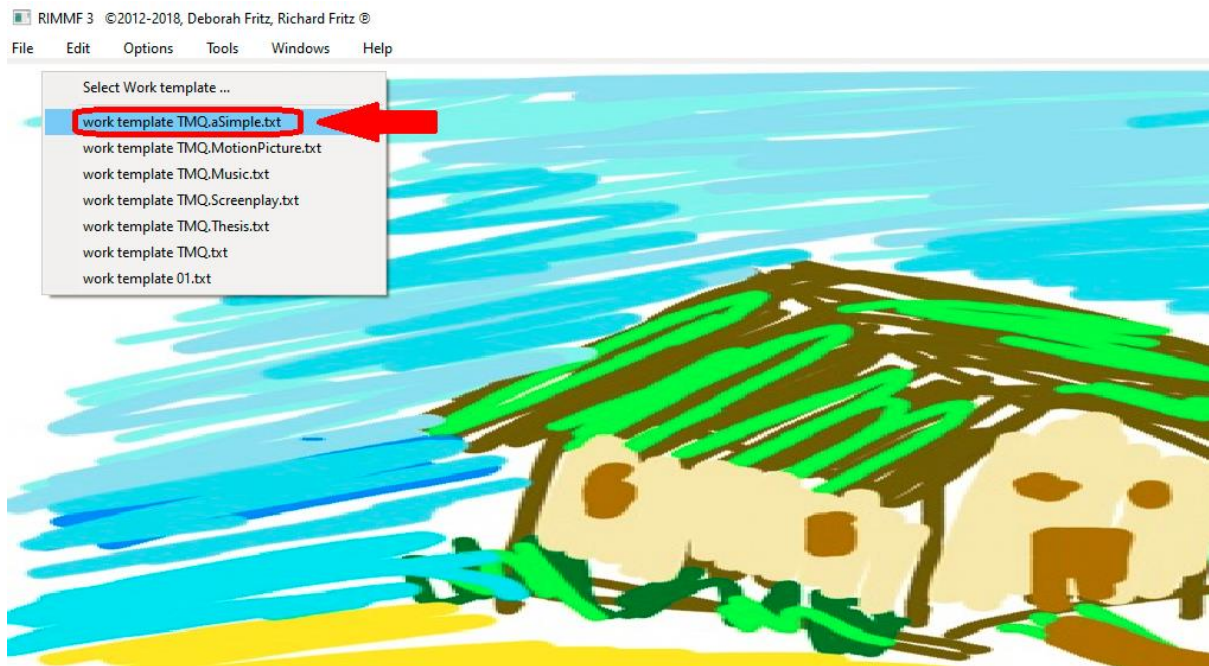 RIMMF 3 ©2012-2018, Deborah Fritz, Richard Fritz ®
File Edit Options Tools Windows Help
Select Work template ...
work template TMQ.aSimple.txt
work template TMQ.MotionPicture.txt
work template TMQ.Music.txt
work template TMQ.Screenplay.txt
work template TMQ.Thesis.txt
work template TMQ.txt
work template 01.txt